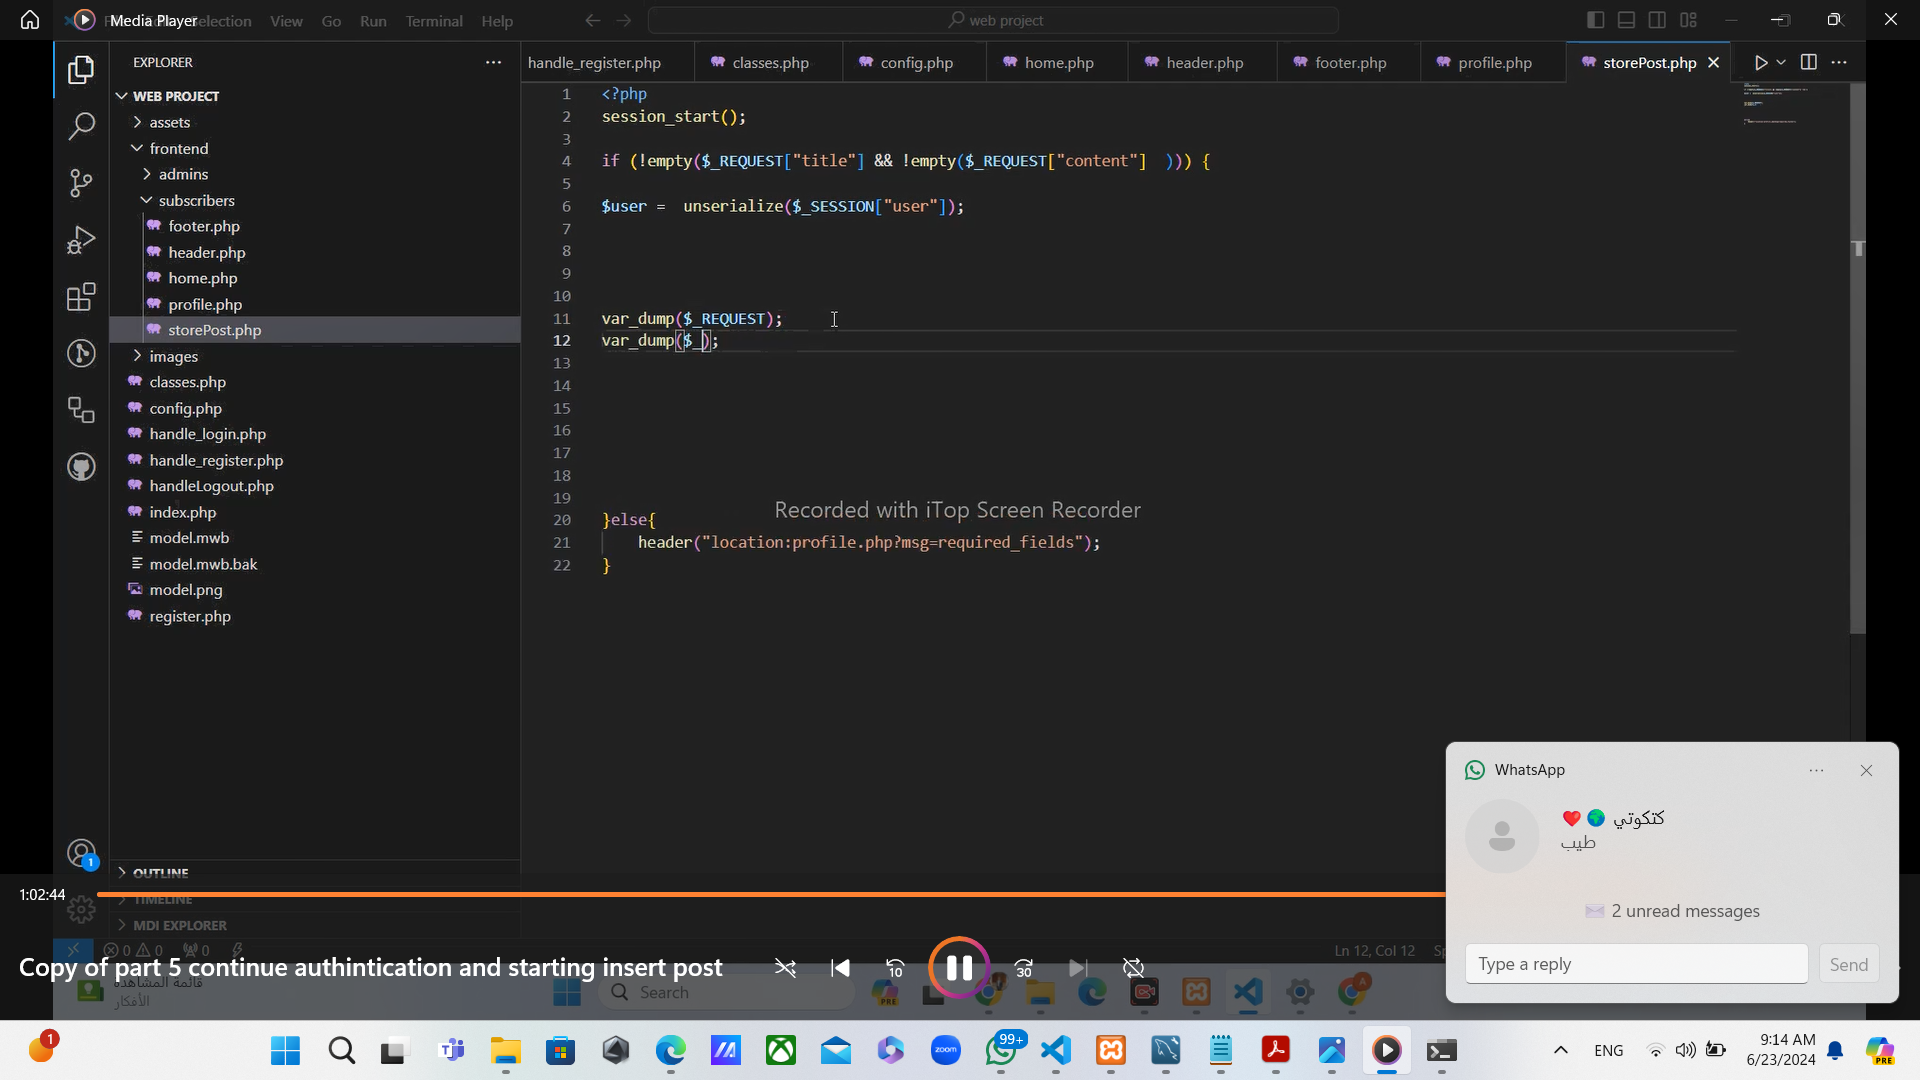 Media Player
Selection
View
Go
Run
Terminal
Help
web project
EXPLORER
WEB PROJECT
assets
frontend
admins
subscribers
footer.php
header.php
home.php
profile.php
storePost.php
images
classes.php
config.php
handle_login.php
handle_register.php
handleLogout.php
index.php
model.mwb
model.mwb.bak
model.png
register.php
OUTLINE
TIMELINE
MDI EXPLORER
handle_register.php
classes.php
config.php
home.php
header.php
footer.php
profile.php
storePost.php
1 <?php
2 session_start();
3
4 if (!empty($_REQUEST["title"] && !empty($_REQUEST["content"]  ))) {
5
6 $user =  unserialize($_SESSION["user"]);
7
8
9
10
11 var_dump($_REQUEST);
12 var_dump($_);
13
14
15
16
17
18
19
20 }else{
21 header("location:profile.php?msg=required_fields");
22 }
Recorded with iTop Screen Recorder
1
0 0 0
Ln 12, Col 12
1:02:44
Copy of part 5 continue authintication and starting insert post
10
30
قائمة المشاهدة
الأفكار
Search
PRE
A
WhatsApp
كتكوتي 🌍 ❤️
طيب
2 unread messages
Type a reply
Send
1
zoom
99+
ENG
9:14 AM
6/23/2024
PRE